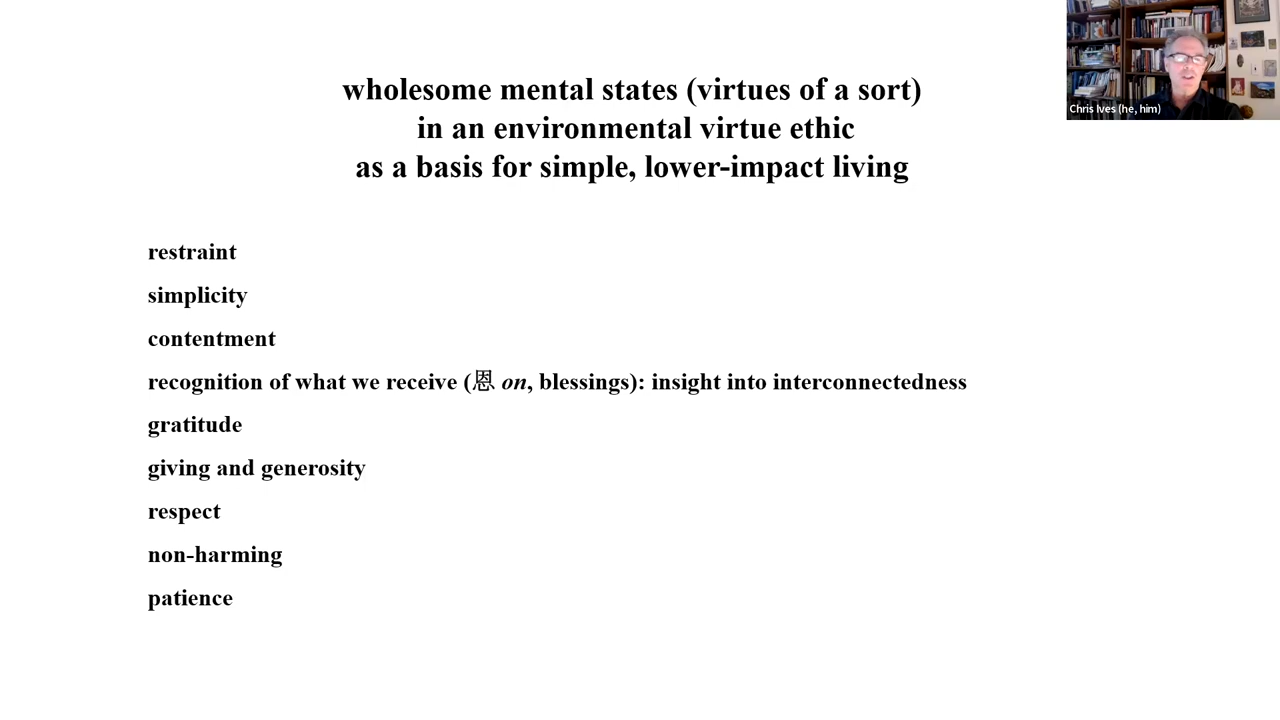 wholesome mental states (virtues of a sort)
in an environmental virtue ethic
as a basis for simple, lower-impact living
Chris Ives (he, him)
restraint
simplicity
contentment
recognition of what we receive (恩 on, blessings): insight into interconnectedness
gratitude
giving and generosity
respect
non-harming
patience